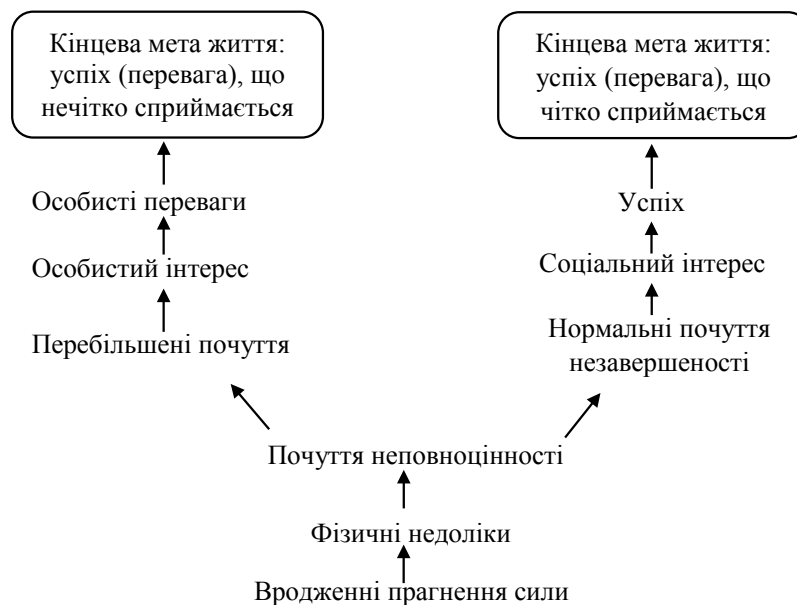 Кінцева мета життя:
успіх (перевага), що
нечітко сприймається
Кінцева мета життя:
успіх (перевага), що
чітко сприймається
Особисті переваги
Успіх
Особистий інтерес
Соціальний інтерес
Перебільшені почуття
Нормальні почуття
незавершеності
Почуття неповноцінності
Фізичні недоліки
Вродженні прагнення сили